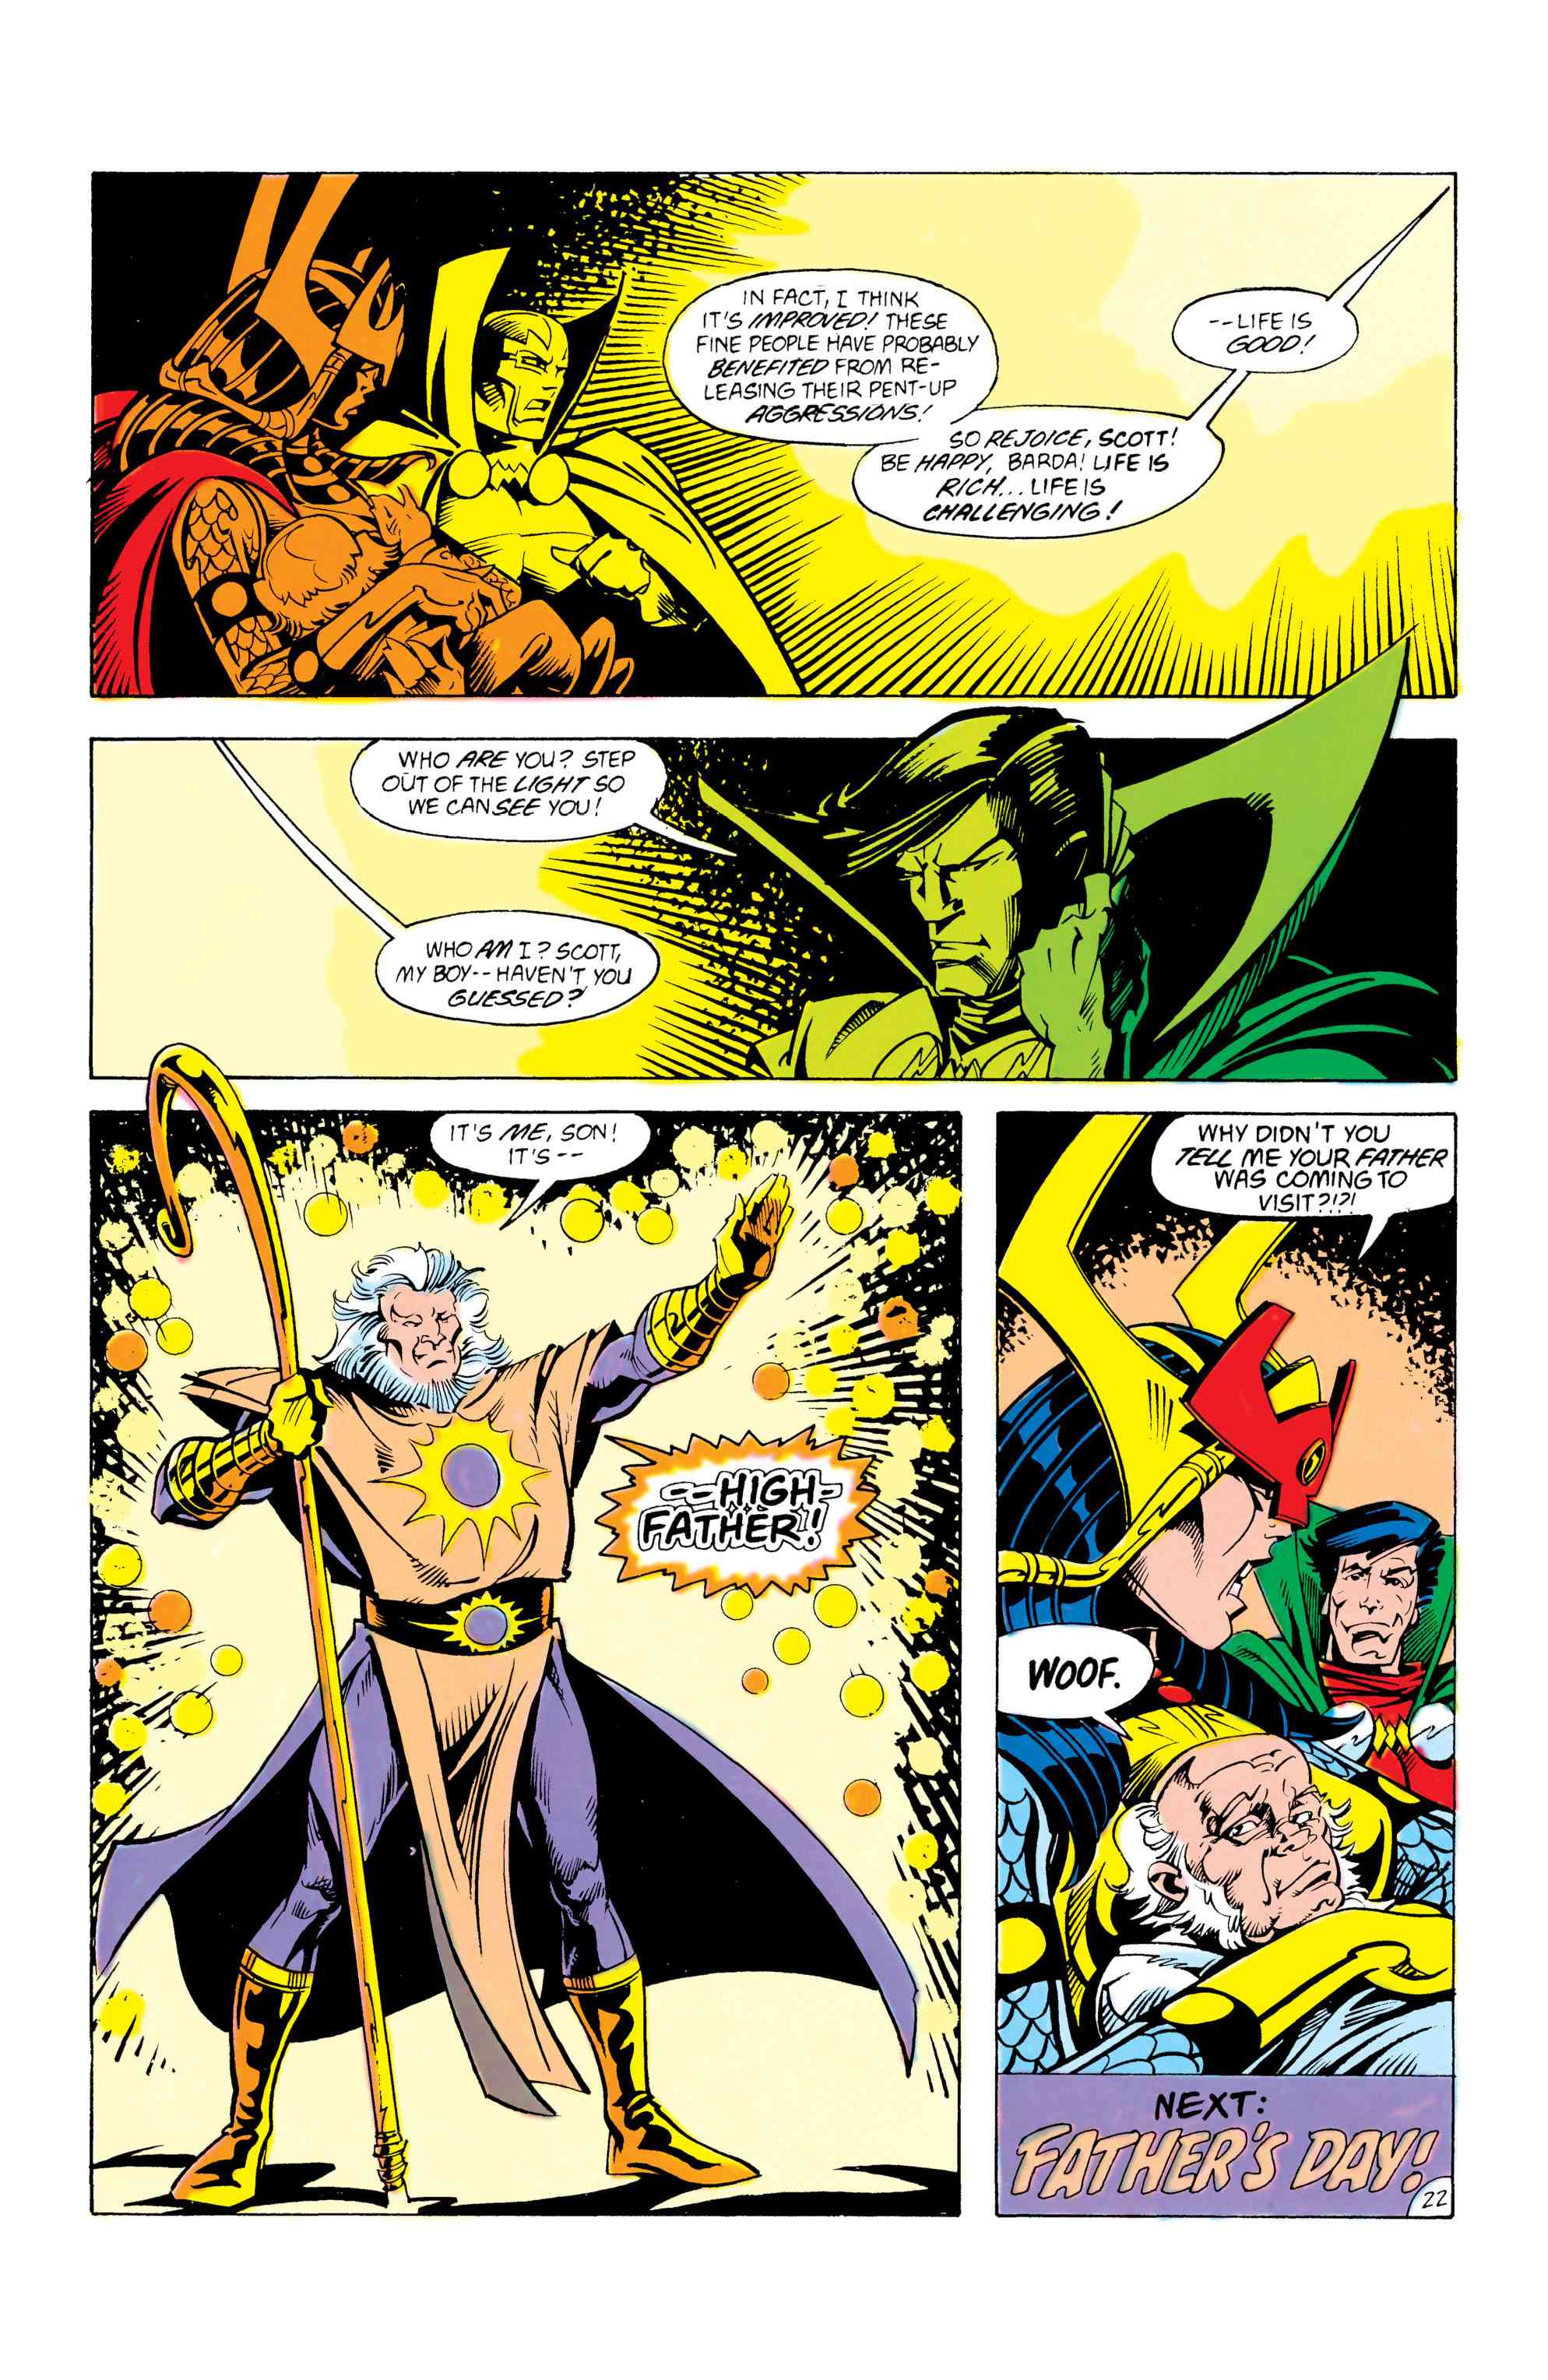 IN FACT, I THINK
IT'S IMPROVED! THESE
FINE PEOPLE HAVE PROBABLY
BENEFITED FROM RE-
LEASING THEIR PENT-UP
AGGRESSIONS!
SO REJOICE, SCOTT!
BE HAPPY, BARDA! LIFE IS
RICH... LIFE IS
CHALLENGING!
--LIFE IS
GOOD!
WHO ARE YOU? STEP
OUT OF THE LIGHT SO
WE CAN SEE YOU!
WHO AM I? SCOTT,
MY BOY--HAVEN'T YOU
GUESSED?
IT'S ME, SON!
IT'S--
--HIGH-
FATHER!
WHY DIDN'T YOU
TELL ME YOUR FATHER
WAS COMING TO
VISIT?!?!
WOOF.
NEXT:
FATHER'S DAY!
22